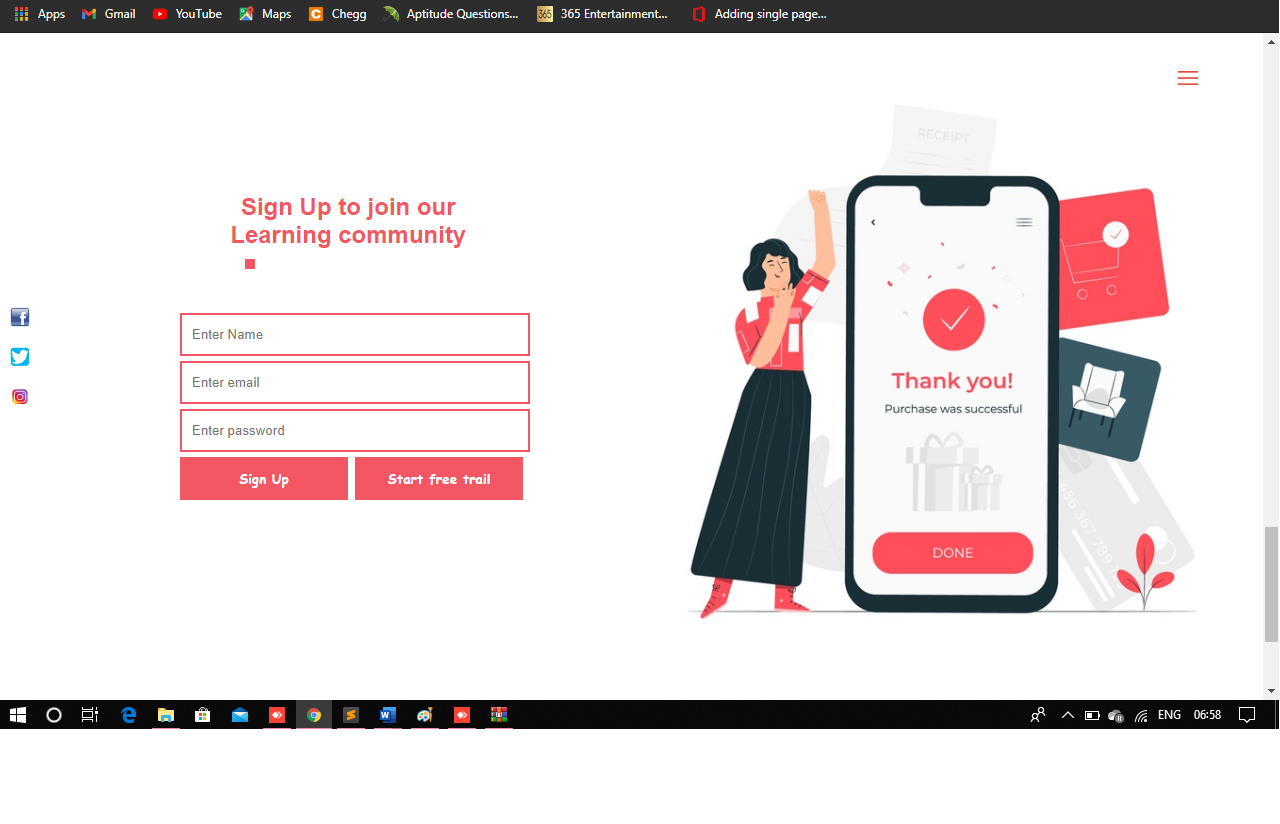 Apps Gmail YouTube Maps Chegg Aptitude Questions... 365 Entertainment... Adding single page...
RECEIPT
Sign Up to join our
Learning community
Enter Name
Enter email
Enter password
Sign Up Start free trail
Thank you!
Purchase was successful
DONE
456 367 789
ENG 06:58